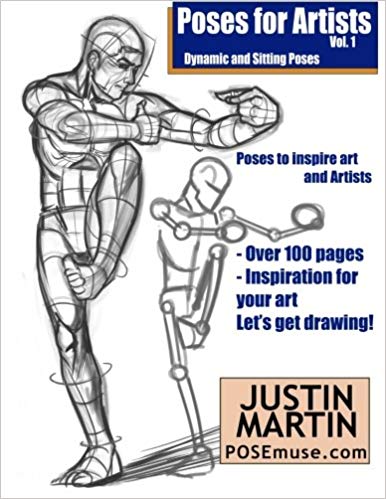 Poses for Artists
Vol. 1
Dynamic and Sitting Poses
Poses to inspire art
and Artists
- Over 100 pages
- Inspiration for
your art
Let's get drawing!
JUSTIN
MARTIN
POSEmuse.com